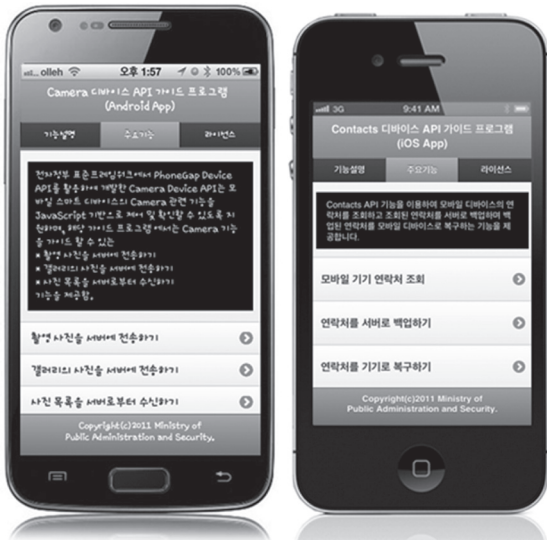 olleh 오후 1:57 100%
Camera 디바이스 API 가이드 프로그램
(Android App)
기능설명 주요기능 라이선스
전자정부 표준프레임워크에서 PhoneGap Device
API를 활용하여 개발한 Camera Device API는 모
바일 스마트 디바이스의 Camera 관련 기능을
JavaScript 기반으로 제어 및 확인할 수 있도록 지
원하며, 해당 가이드 프로그램에서는 Camera 기능
을 가이드 할 수 있는
* 촬영 사진을 서버에 전송하기
* 갤러리의 사진을 서버에 전송하기
* 사진 목록을 서버로부터 수신하기
기능을 제공함.
촬영 사진을 서버에 전송하기
갤러리의 사진을 서버에 전송하기
사진 목록을 서버로부터 수신하기
Copyright(c)2011 Ministry of
Public Administration and Security.
3G 9:41 AM
Contacts 디바이스 API 가이드 프로그램
(iOS App)
기능설명 주요기능 라이선스
Contacts API 기능을 이용하여 모바일 디바이스의 연
락처를 조회하고 조회된 연락처를 서버로 백업하며 백
업된 연락처를 모바일 디바이스로 복구하는 기능을 제
공합니다.
모바일 기기 연락처 조회
연락처를 서버로 백업하기
연락처를 기기로 복구하기
Copyright(c)2011 Ministry of
Public Administration and Security.